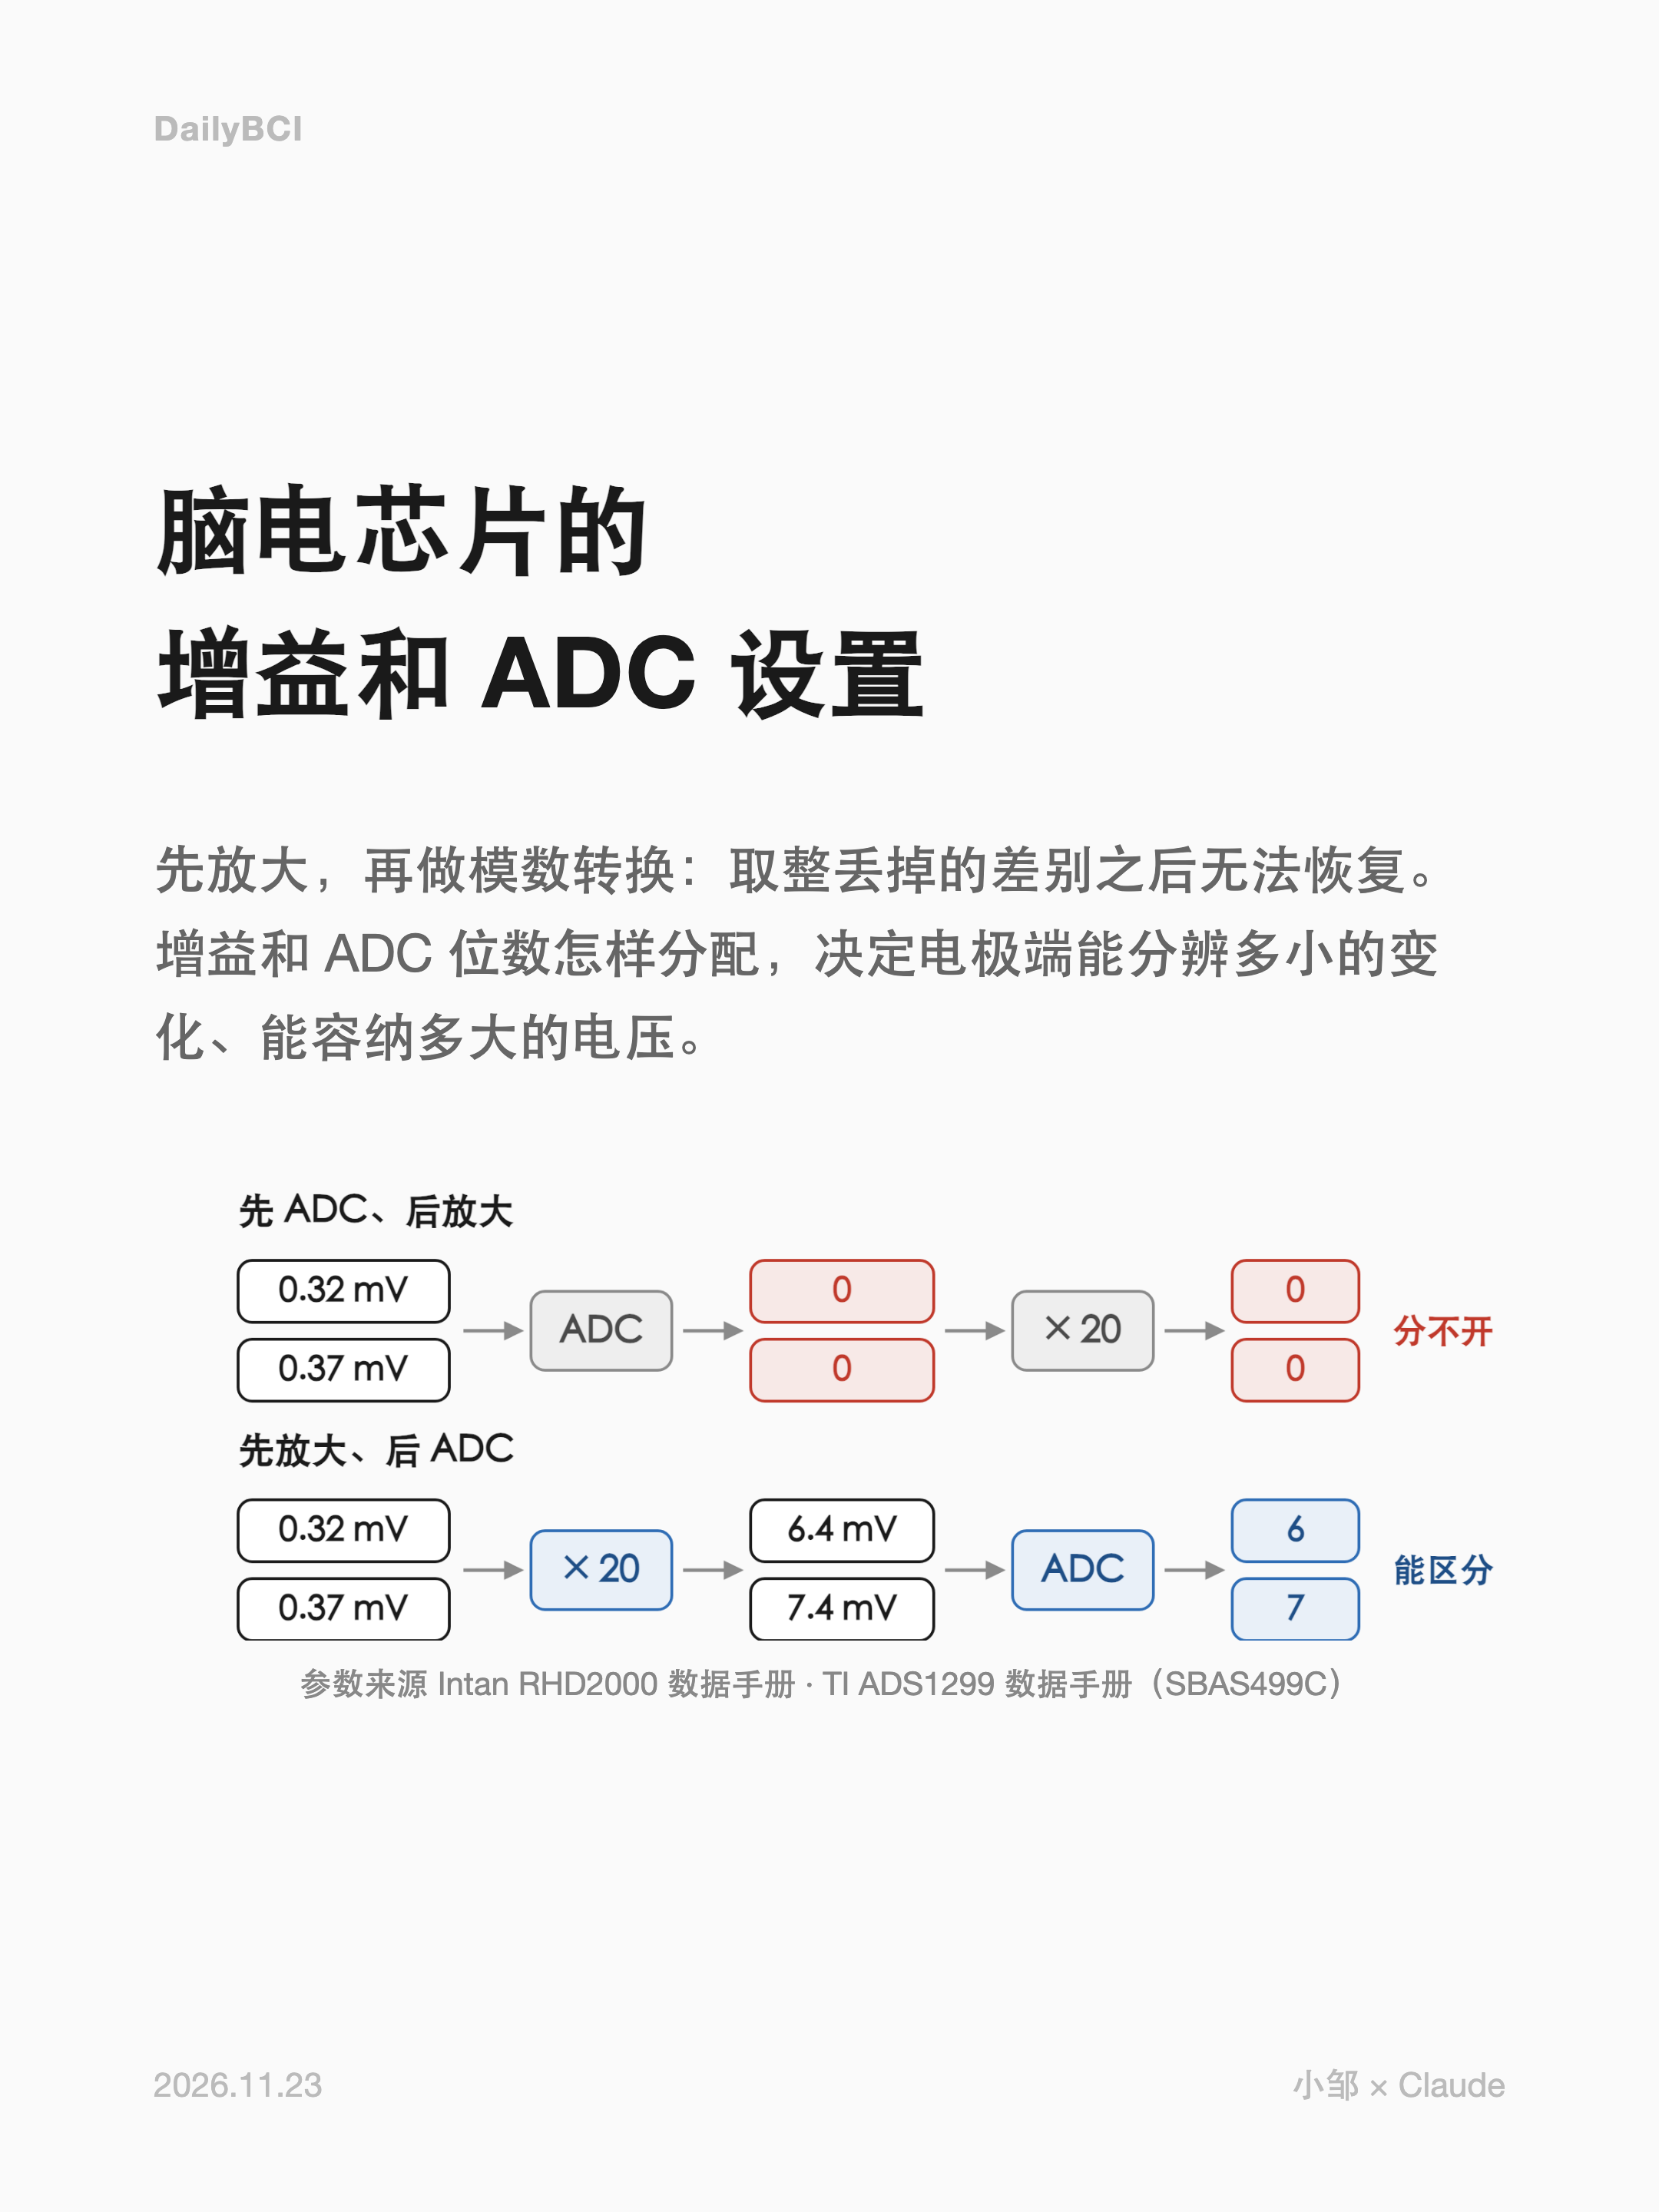 DailyBCI
脑电芯片的
增益和 ADC 设置
先放大，再做模数转换：取整丢掉的差别之后无法恢复。
增益和 ADC 位数怎样分配，决定电极端能分辨多小的变
化、能容纳多大的电压。
先 ADC、后放大
0.32 mV
0.37 mV
ADC
0
0
× 20
0
0
分不开
先放大、后 ADC
0.32 mV
0.37 mV
× 20
6.4 mV
7.4 mV
ADC
6
7
能区分
参数来源 Intan RHD2000 数据手册 · TI ADS1299 数据手册（SBAS499C）
2026.11.23
小邹 × Claude